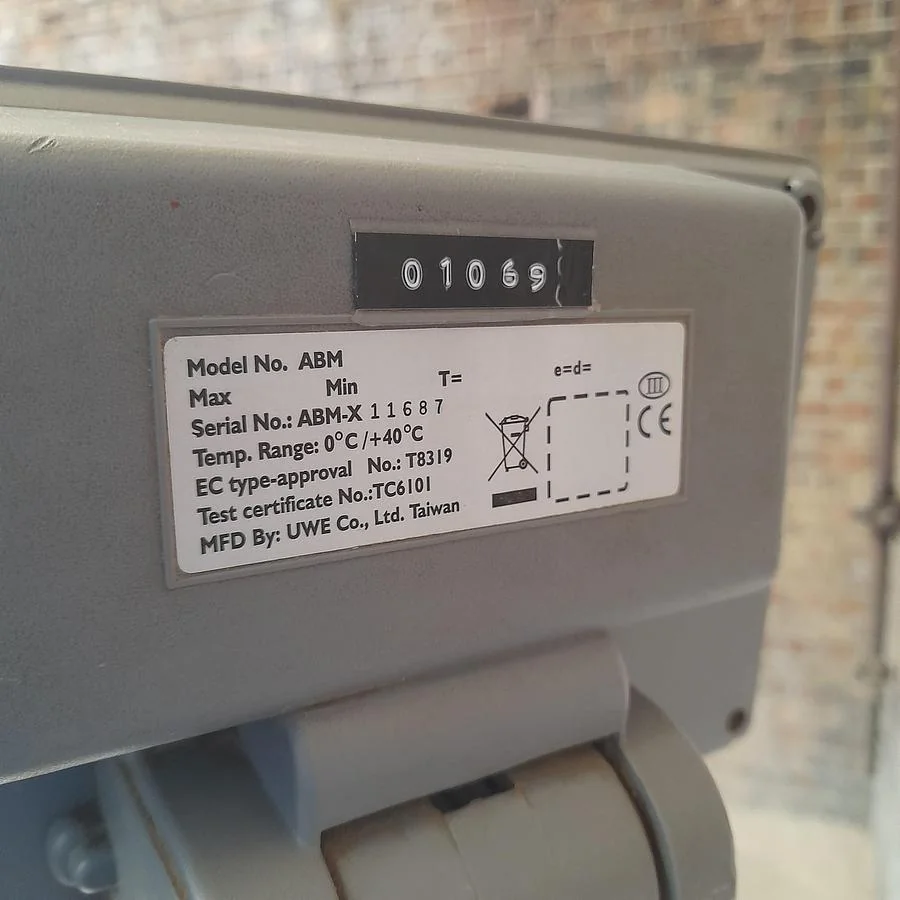 01069
Model No. ABM
Max Min T= e=d=
III
Serial No.: ABM-X 11687
Temp. Range: 0°C/+40°C
CE
EC type-approval No.: T8319
Test certificate No.:TC6101
MFD By: UWE Co., Ltd. Taiwan